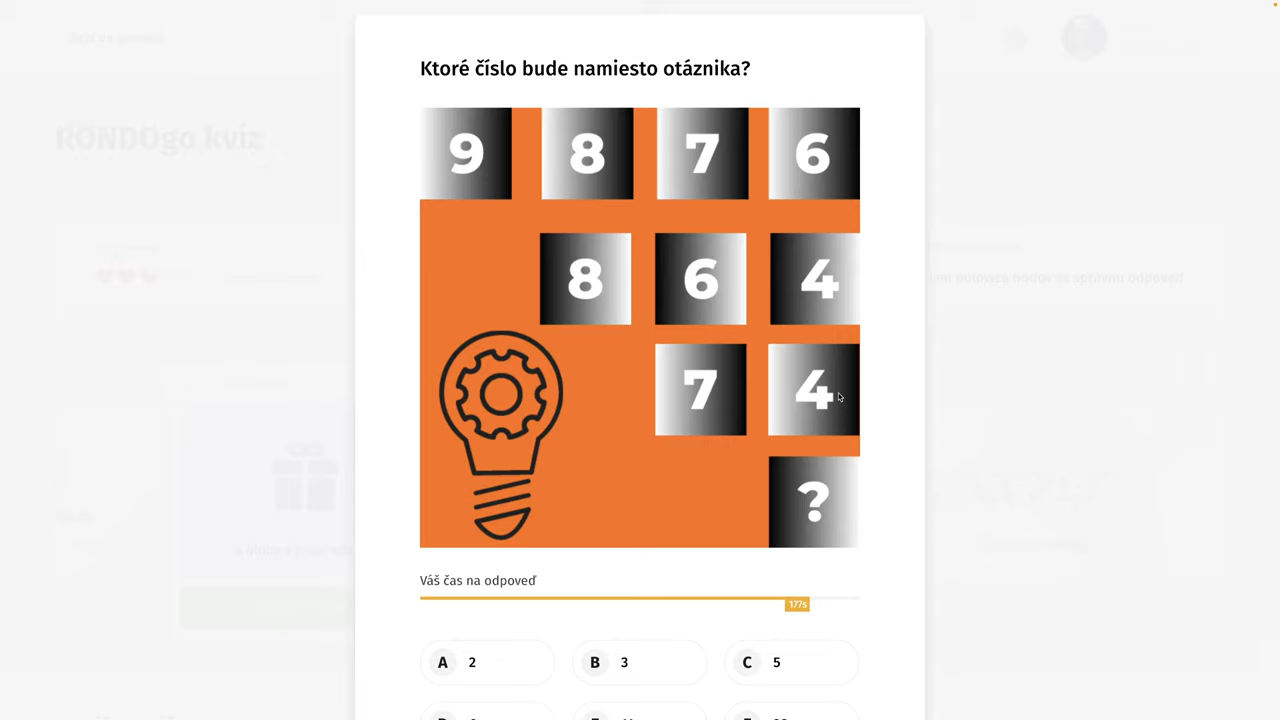 Ktoré číslo bude namiesto otáznika?
RONDOgo kvíz
9 8 7 6
8 6 4
7 4
?
Váš čas na odpoveď
177s
A 2 B 3 C 5